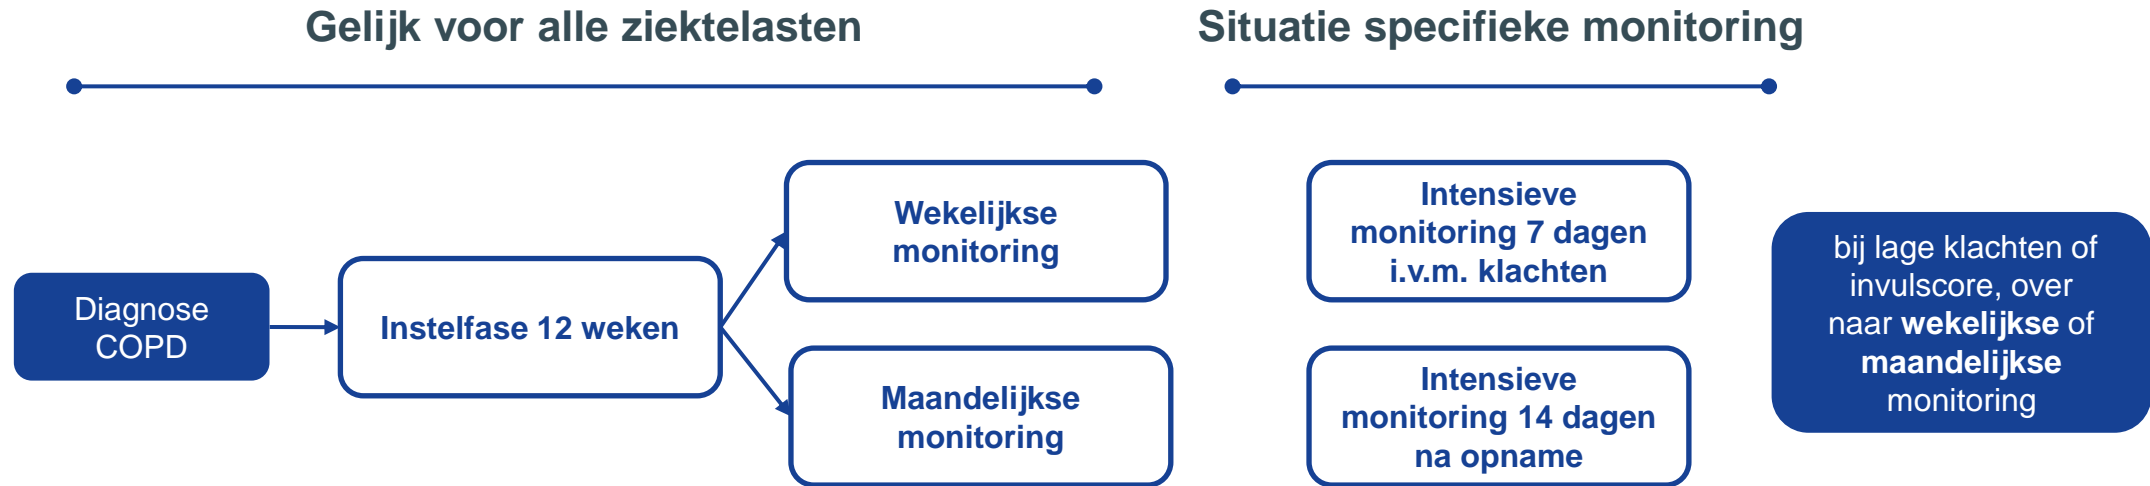 Gelijk voor alle ziektelasten
Situatie specifieke monitoring
Diagnose
COPD
Instelfase 12 weken
Wekelijkse
monitoring
Maandelijkse
monitoring
Intensieve
monitoring 7 dagen
i.v.m. klachten
Intensieve
monitoring 14 dagen
na opname
bij lage klachten of
invulscore, over
naar wekelijkse of
maandelijkse
monitoring